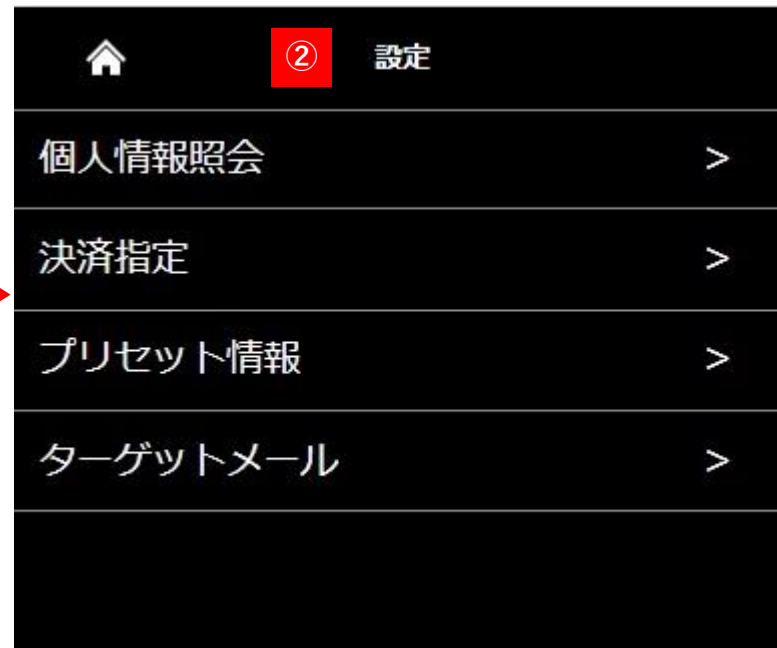 ② 設定
個人情報照会 >
決済指定 >
プリセット情報 >
ターゲットメール >